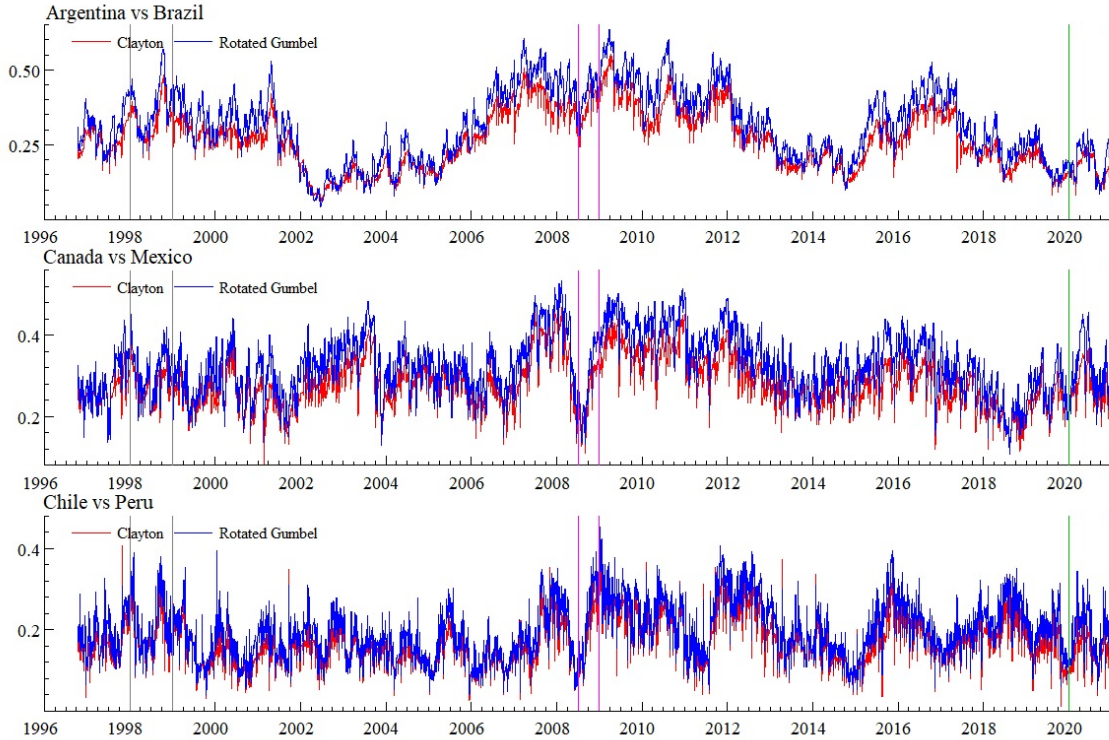 Argentina vs Brazil
Clayton Rotated Gumbel
0.50
0.25
1996 1998 2000 2002 2004 2006 2008 2010 2012 2014 2016 2018 2020
Canada vs Mexico
Clayton Rotated Gumbel
0.4
0.2
1996 1998 2000 2002 2004 2006 2008 2010 2012 2014 2016 2018 2020
Chile vs Peru
Clayton Rotated Gumbel
0.4
0.2
1996 1998 2000 2002 2004 2006 2008 2010 2012 2014 2016 2018 2020